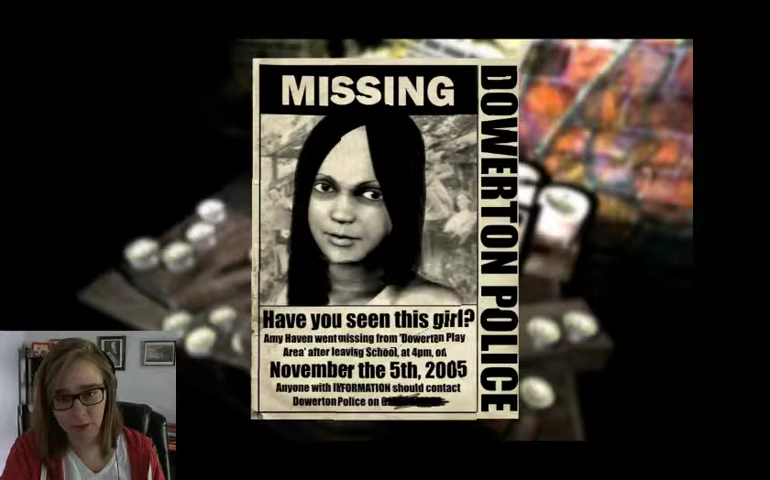 MISSING
Have you seen this girl?
Amy Haven went missing from 'Dowerton Play
Area' after leaving School, at 4pm, on
November the 5th, 2005
Anyone with INFORMATION should contact
Dowerton Police on
DOWERTON POLICE